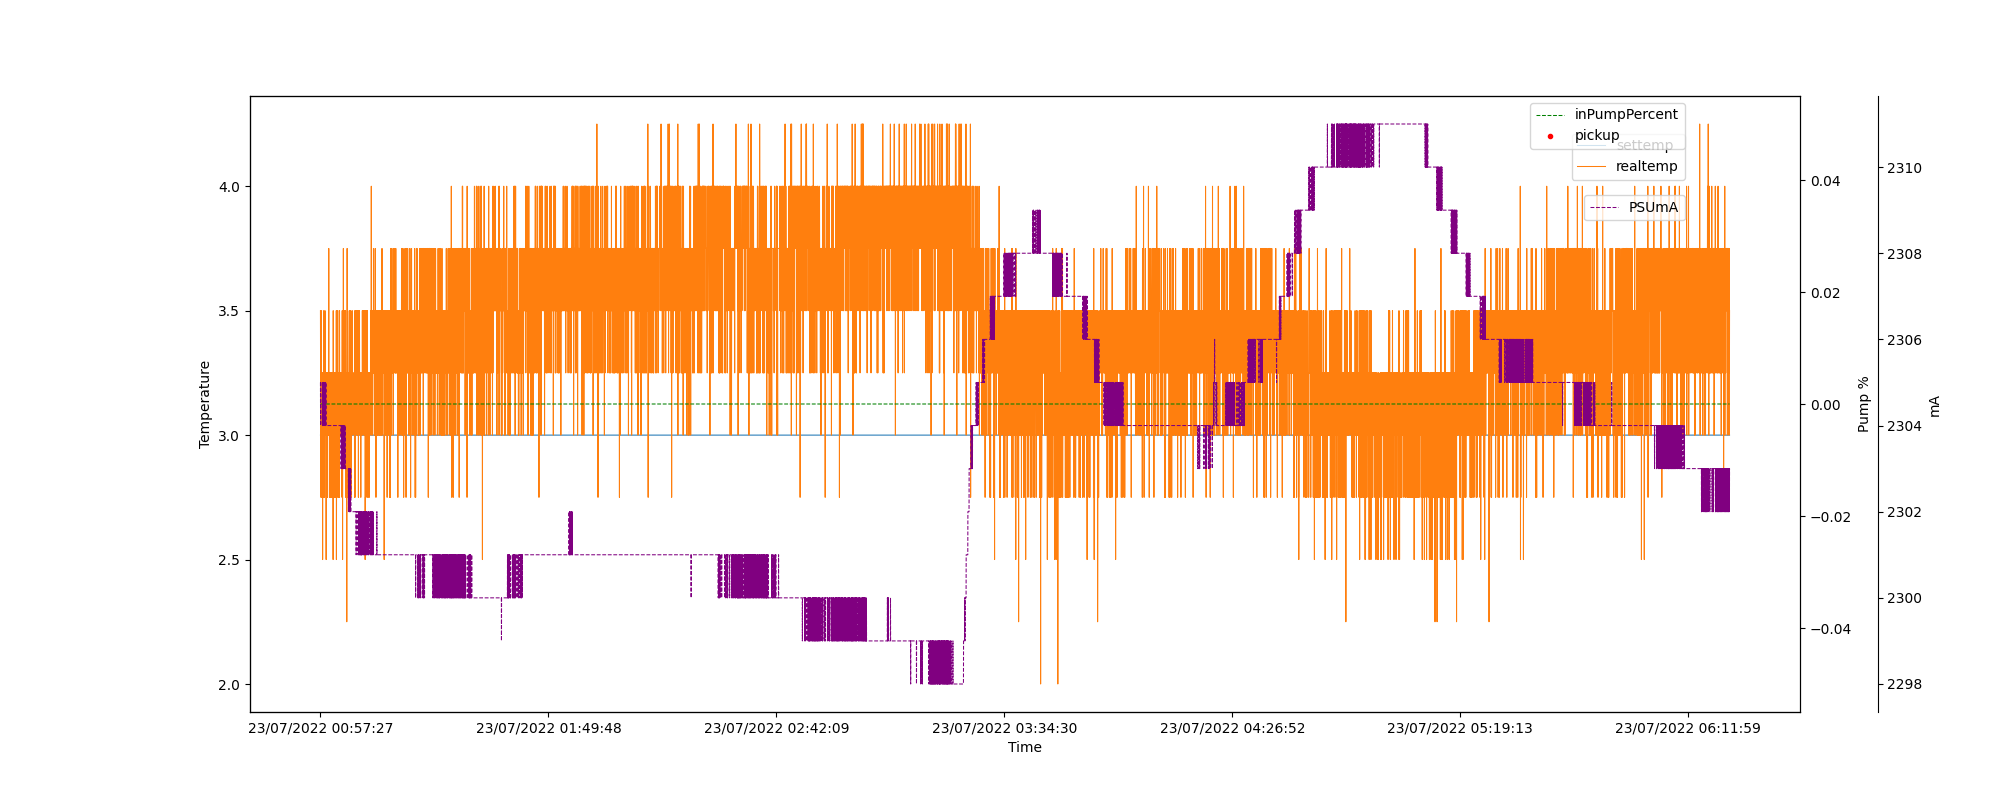 inPumpPercent
pickup
settemp
realtemp
PSUmA
4.0
3.5
3.0
2.5
2.0
Temperature
0.04
0.02
0.00
−0.02
−0.04
Pump %
2310
2308
2306
2304
2302
2300
2298
mA
23/07/2022 00:57:27
23/07/2022 01:49:48
23/07/2022 02:42:09
23/07/2022 03:34:30
23/07/2022 04:26:52
23/07/2022 05:19:13
23/07/2022 06:11:59
Time